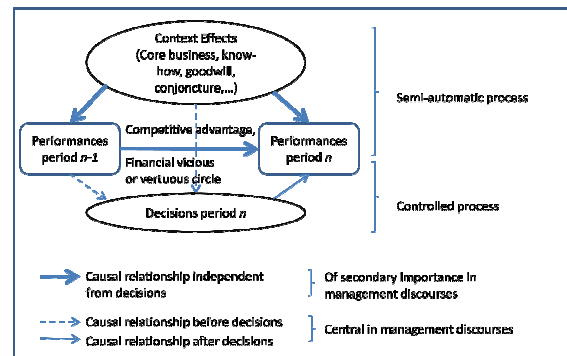 Context Effects
(Core business, know-
how, goodwill,
conjoncture,...)
Semi-automatic process
Performances
period n-1
Competitive advantage,
Performances
period n
Financial vicious
or vertuous circle
Decisions period n
Controlled process
Causal relationship independent
from decisions
Of secondary importance in
management discourses
Causal relationship before decisions
Causal relationship after decisions
Central in management discourses